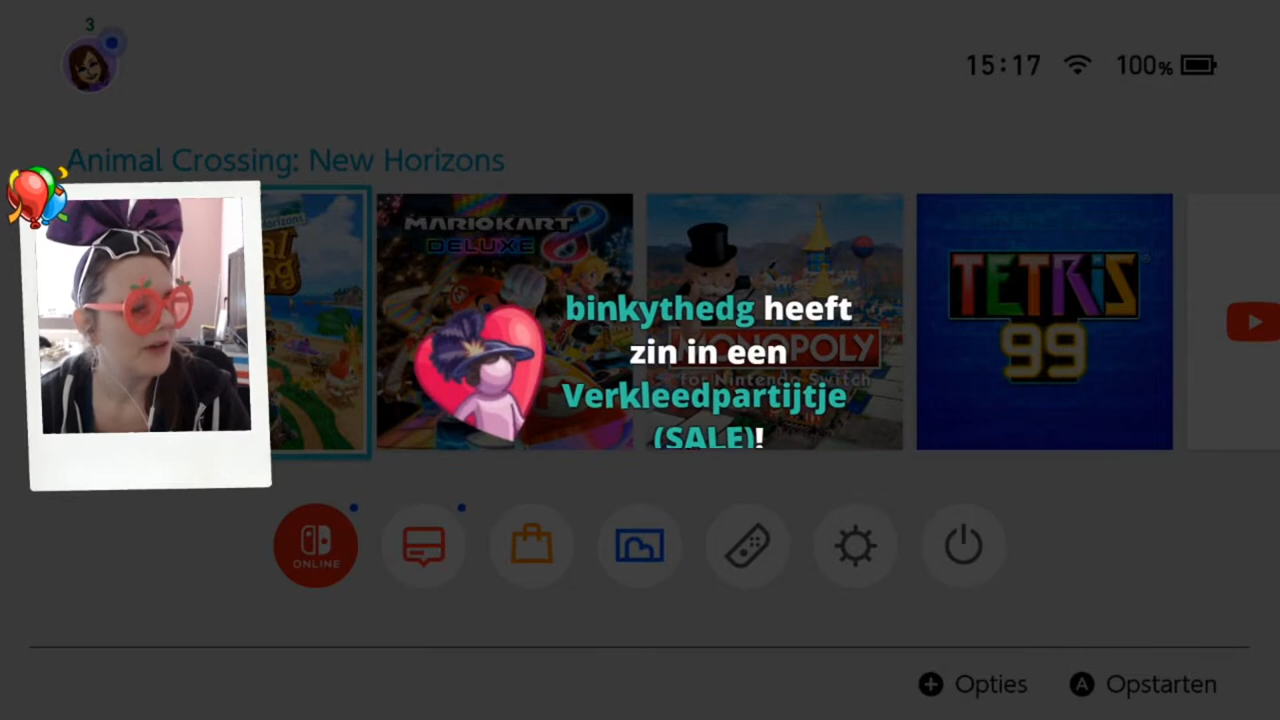 3
15:17 100%
Animal Crossing: New Horizons
MARIOKART
DELUXE 8
MONOPOLY
for Nintendo Switch
TETRIS
99
binkythedg heeft
zin in een
Verkleedpartijtje
(SALE)!
ONLINE
Opties
A Opstarten